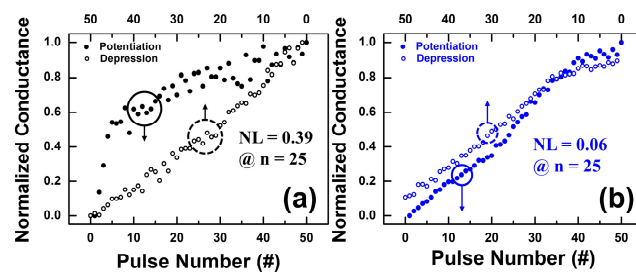 50 40 30 20 10 0
Normalized Conductance
1.0
0.8
0.6
0.4
0.2
0.0
Potentiation
Depression
NL = 0.39
@ n = 25
(a)
0 10 20 30 40 50
Pulse Number (#)
50 40 30 20 10 0
Normalized Conductance
1.0
0.8
0.6
0.4
0.2
0.0
Potentiation
Depression
NL = 0.06
@ n = 25
(b)
0 10 20 30 40 50
Pulse Number (#)